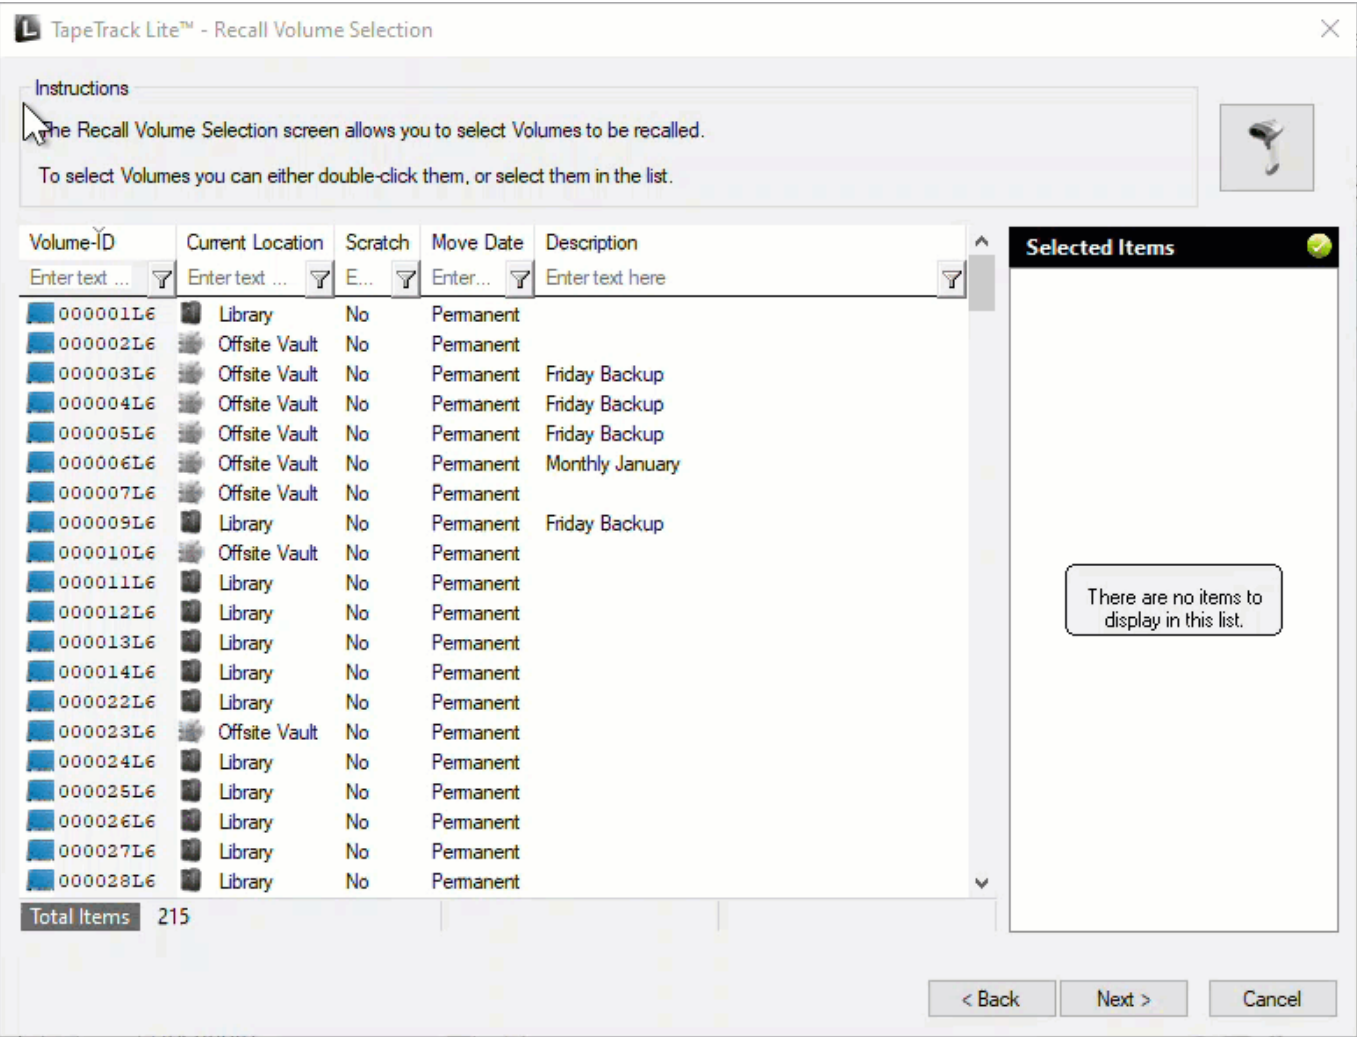 TapeTrack Lite™ - Recall Volume Selection
Instructions
The Recall Volume Selection screen allows you to select Volumes to be recalled.
To select Volumes you can either double-click them, or select them in the list.
Volume-ID Current Location Scratch Move Date Description
Enter text ... Enter text ... E... Enter... Enter text here
000001L6 Library No Permanent
000002L6 Offsite Vault No Permanent
000003L6 Offsite Vault No Permanent Friday Backup
000004L6 Offsite Vault No Permanent Friday Backup
000005L6 Offsite Vault No Permanent Friday Backup
000006L6 Offsite Vault No Permanent Monthly January
000007L6 Offsite Vault No Permanent
000009L6 Library No Permanent Friday Backup
000010L6 Offsite Vault No Permanent
000011L6 Library No Permanent
000012L6 Library No Permanent
000013L6 Library No Permanent
000014L6 Library No Permanent
000022L6 Library No Permanent
000023L6 Offsite Vault No Permanent
000024L6 Library No Permanent
000025L6 Library No Permanent
000026L6 Library No Permanent
000027L6 Library No Permanent
000028L6 Library No Permanent
Total Items 215
Selected Items
There are no items to
display in this list.
< Back Next > Cancel